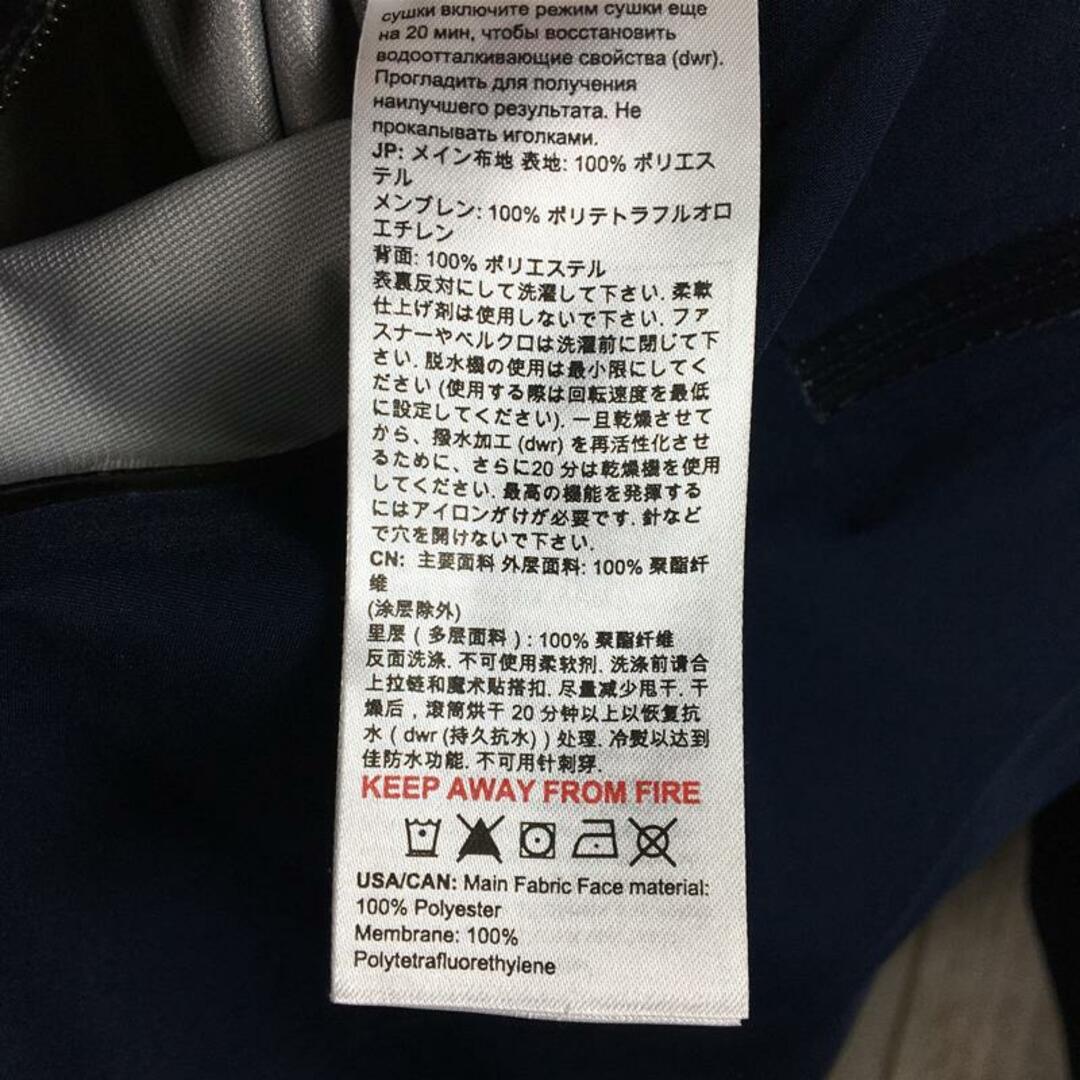 сушки включите режим сушки еще
на 20 мин, чтобы восстановить
водоотталкивающие свойства (dwr).
Прогладить для получения
наилучшего результата. Не
прокалывать иголками.
JP: メイン布地 表地: 100% ポリエス
テル
メンブレン: 100% ポリテトラフルオロ
エチレン
背面: 100% ポリエステル
表裏反対にして洗濯して下さい. 柔軟
仕上げ剤は使用しないで下さい. ファ
スナーやベルクロは洗濯前に閉じて下
さい. 脱水機の使用は最小限にしてく
ださい (使用する際は回転速度を最低
に設定してください). 一旦乾燥させて
から、撥水加工 (dwr) を再活性化させ
るために、さらに20 分は乾燥機を使用
してください. 最高の機能を発揮する
にはアイロンがけが必要です. 針など
で穴を開けないで下さい.
CN: 主要面料 外层面料: 100% 聚酯纤
维
(涂层除外)
里层 ( 多层面料 ) : 100% 聚酯纤维
反面洗涤. 不可使用柔软剂. 洗涤前请合
上拉链和魔术贴搭扣. 尽量减少甩干. 干
燥后，滚筒烘干 20 分钟以上以恢复抗
水 ( dwr (持久抗水) ) 处理. 冷熨以达到
佳防水功能. 不可用针刺穿.
KEEP AWAY FROM FIRE
USA/CAN: Main Fabric Face material:
100% Polyester
Membrane: 100%
Polytetrafluorethylene